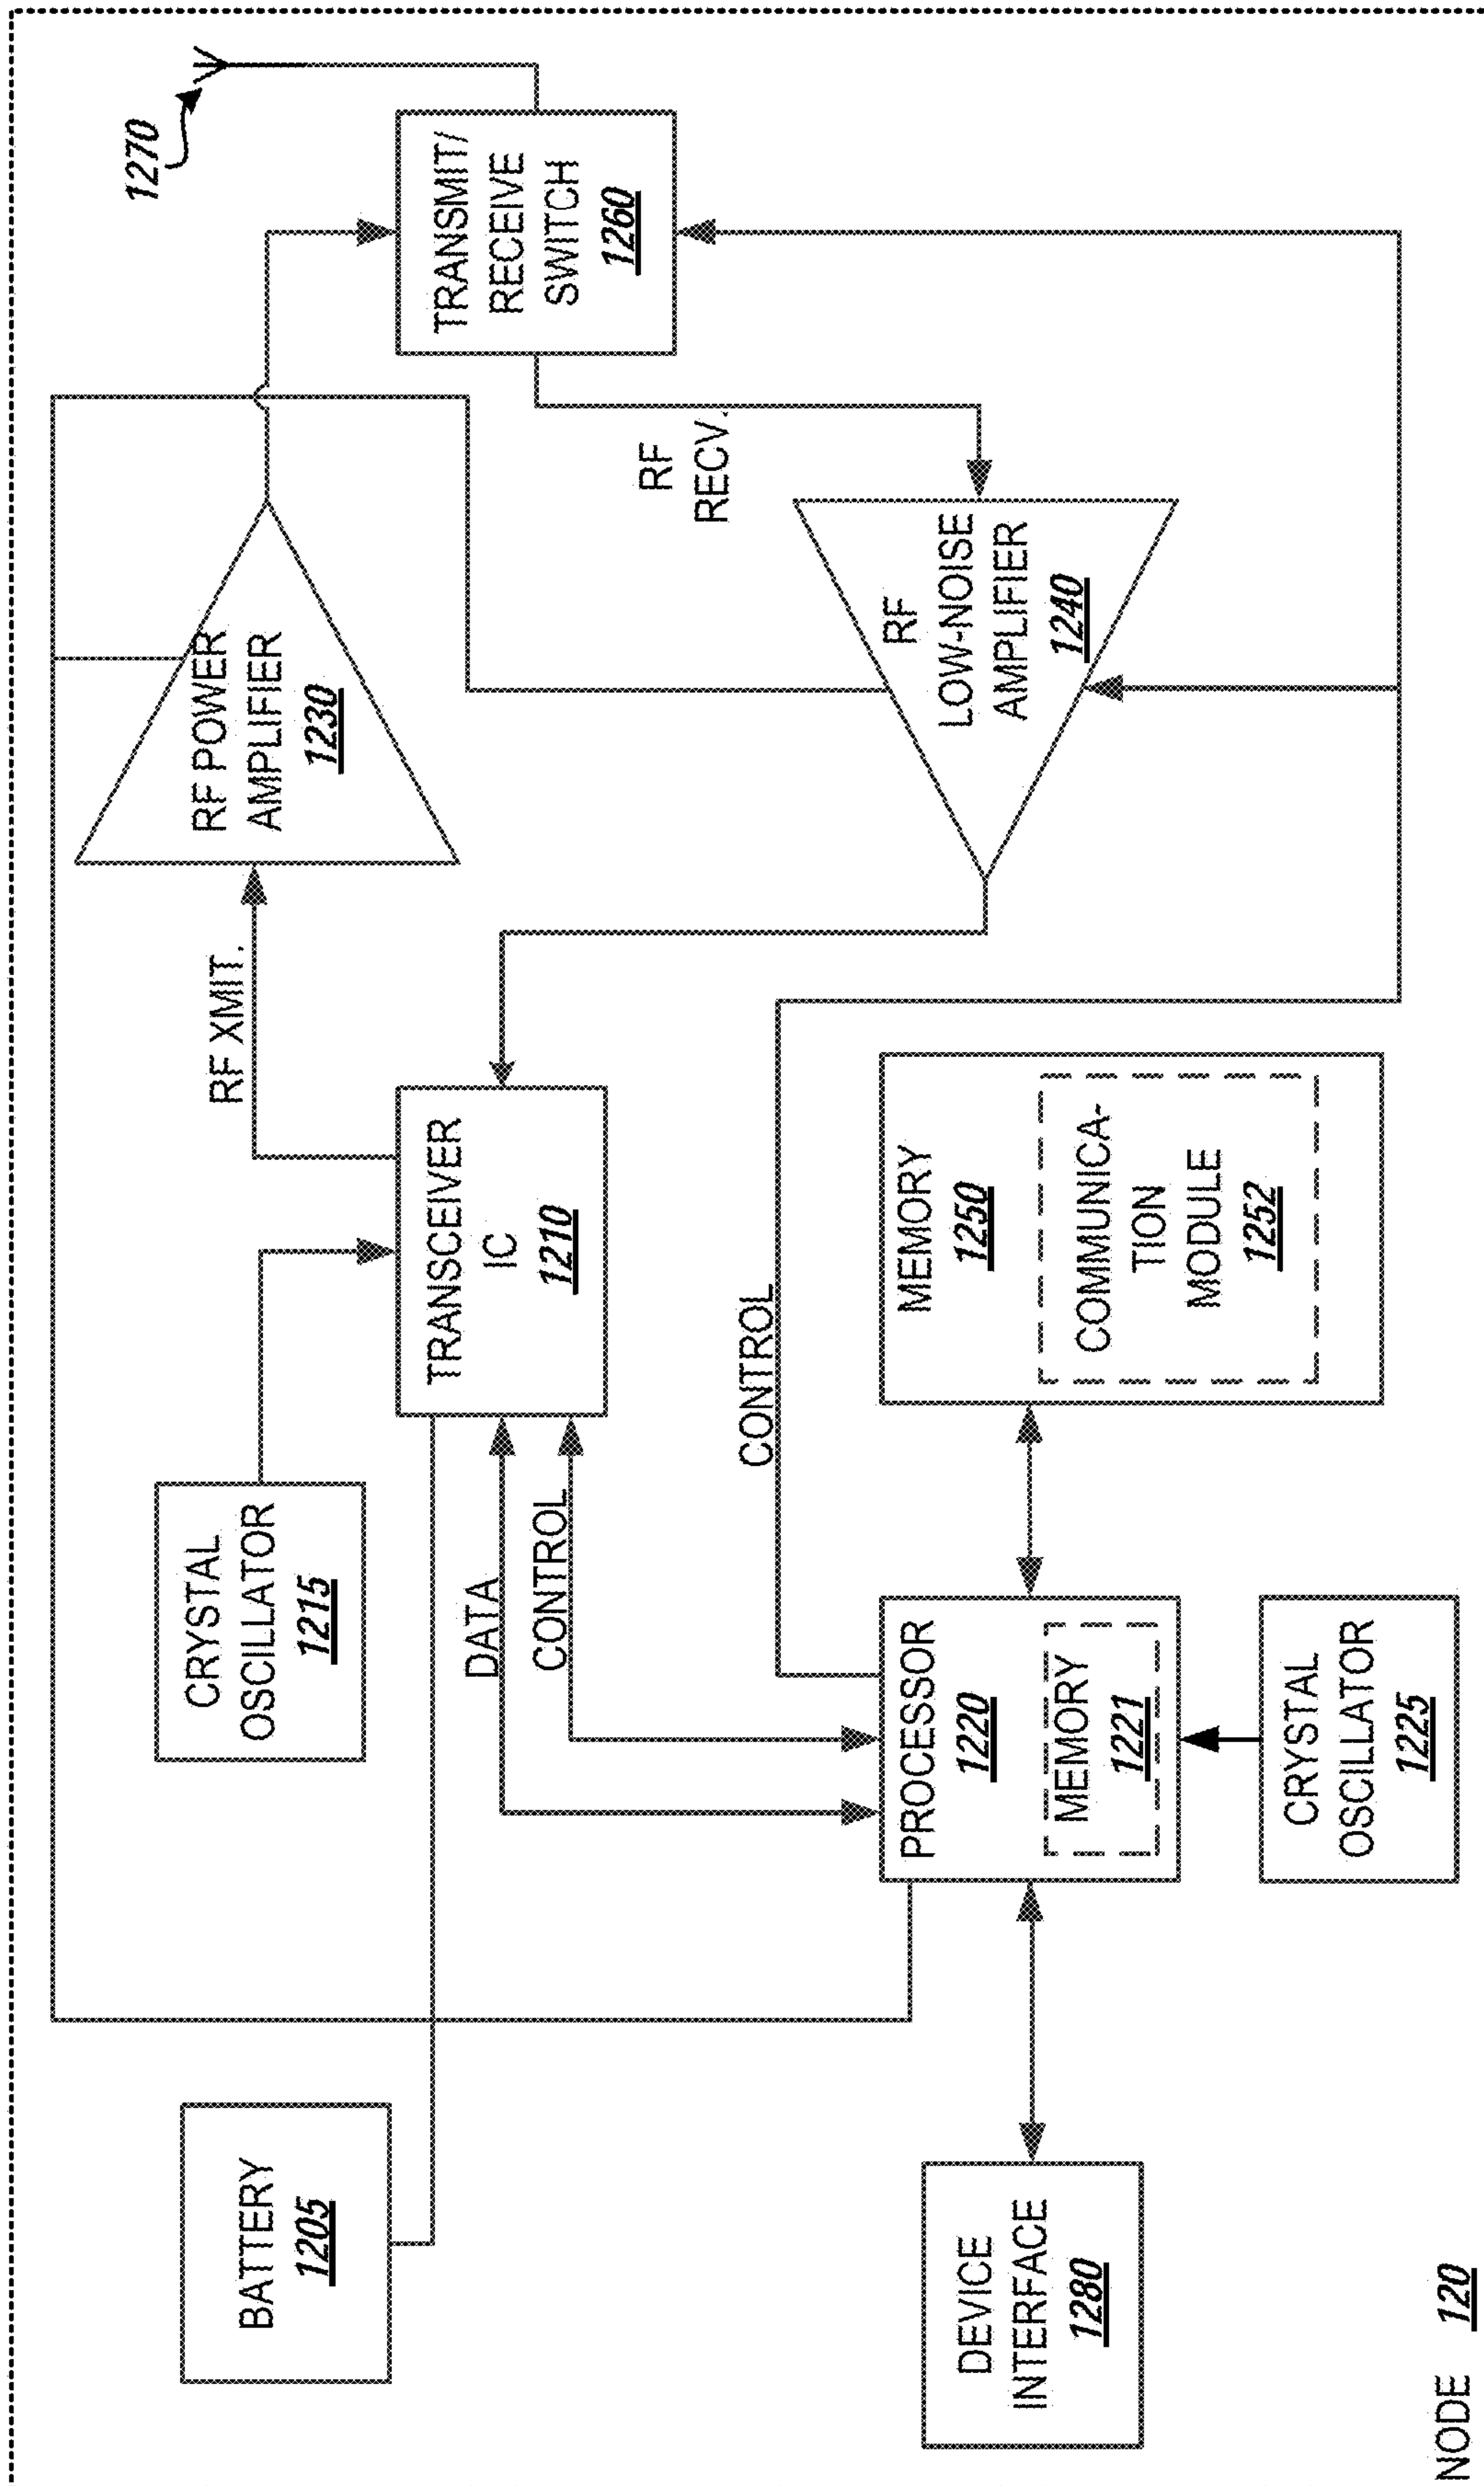 1270
TRANSMIT/
RECEIVE
SWITCH
1260
RF POWER
AMPLIFIER
1230
RF XMIT.
RF
RECV.
RF
LOW-NOISE
AMPLIFIER
1240
CRYSTAL
OSCILLATOR
1215
TRANSCEIVER
IC
1210
BATTERY
1205
DATA
CONTROL
CONTROL
MEMORY
1250
COMMUNICA-
TION
MODULE
1252
PROCESSOR
1220
MEMORY
1221
DEVICE
INTERFACE
1280
CRYSTAL
OSCILLATOR
1225
NODE 120